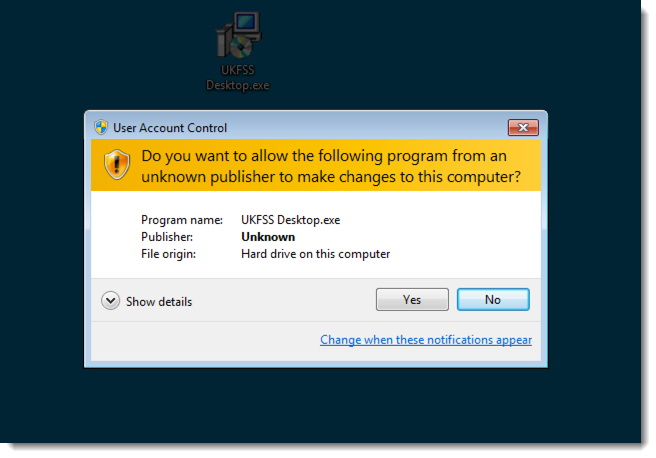 UKFSS
Desktop.exe
User Account Control
Do you want to allow the following program from an
unknown publisher to make changes to this computer?
Program name: UKFSS Desktop.exe
Publisher: Unknown
File origin: Hard drive on this computer
Show details Yes No
Change when these notifications appear